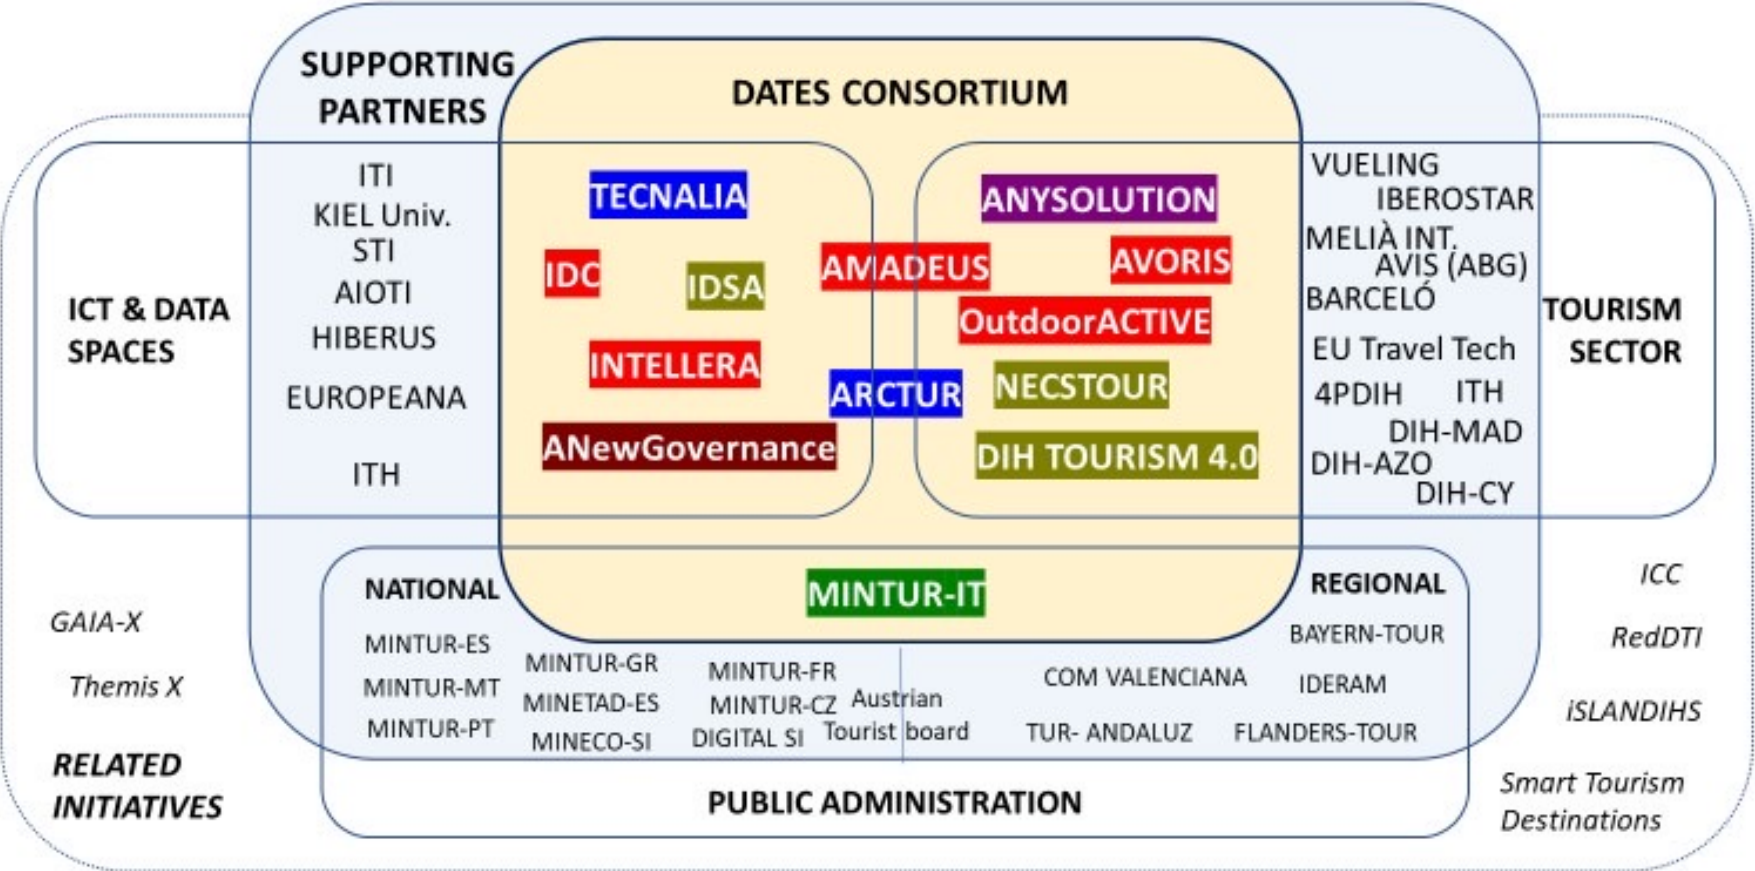 SUPPORTING
PARTNERS
DATES CONSORTIUM
ICT & DATA
SPACES
ITI
KIEL Univ.
STI
AIOTI
HIBERUS
EUROPEANA
ITH
TECNALIA
IDC
IDSA
INTELLERA
ANewGovernance
AMADEUS
ARCTUR
ANYSOLUTION
AVORIS
OutdoorACTIVE
NECSTOUR
DIH TOURISM 4.0
VUELING
IBEROSTAR
MELIÀ INT.
AVIS (ABG)
BARCELÓ
EU Travel Tech
4PDIH ITH
DIH-MAD
DIH-AZO
DIH-CY
TOURISM
SECTOR
NATIONAL
MINTUR-ES
MINTUR-MT
MINTUR-PT
MINTUR-GR
MINETAD-ES
MINECO-SI
MINTUR-FR
MINTUR-CZ
DIGITAL SI
Austrian
Tourist board
MINTUR-IT
REGIONAL
BAYERN-TOUR
COM VALENCIANA
IDERAM
TUR- ANDALUZ
FLANDERS-TOUR
PUBLIC ADMINISTRATION
GAIA-X
Themis X
RELATED
INITIATIVES
ICC
RedDTI
iSLANDIHS
Smart Tourism
Destinations